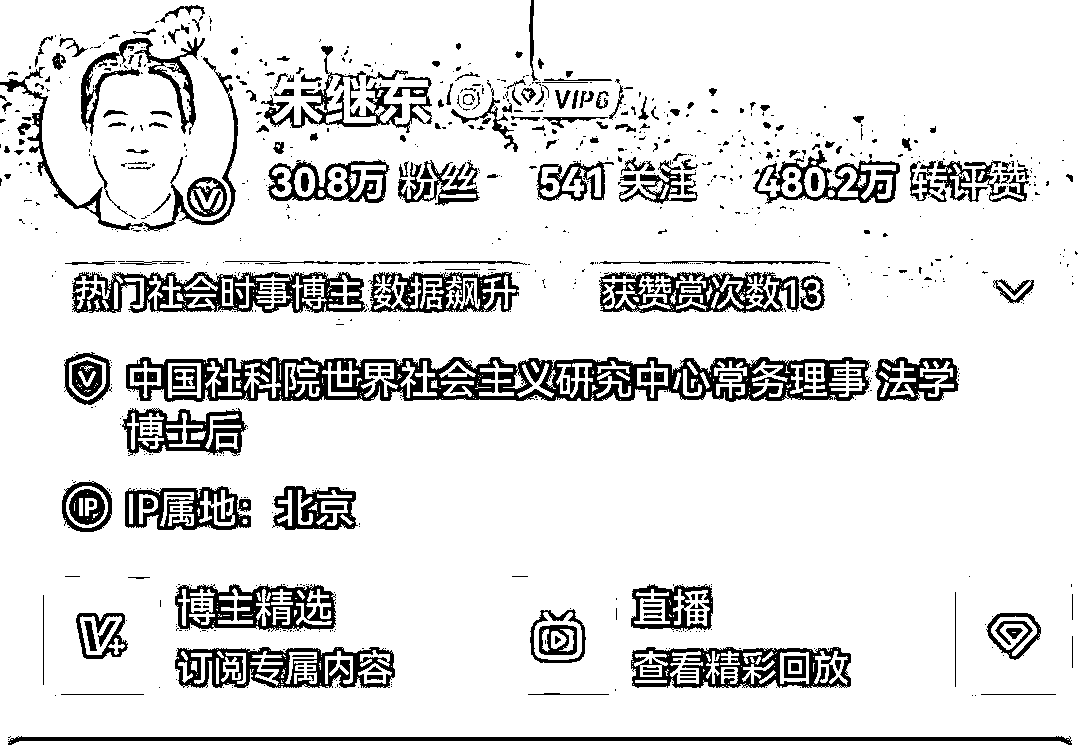 朱继东 VIP6
30.8万 粉丝 541 关注 480.2万 转评赞
热门社会时事博主 数据飙升 获赞赏次数13
中国社科院世界社会主义研究中心常务理事 法学
博士后
IP属地：北京
博主精选 直播
订阅专属内容 查看精彩回放